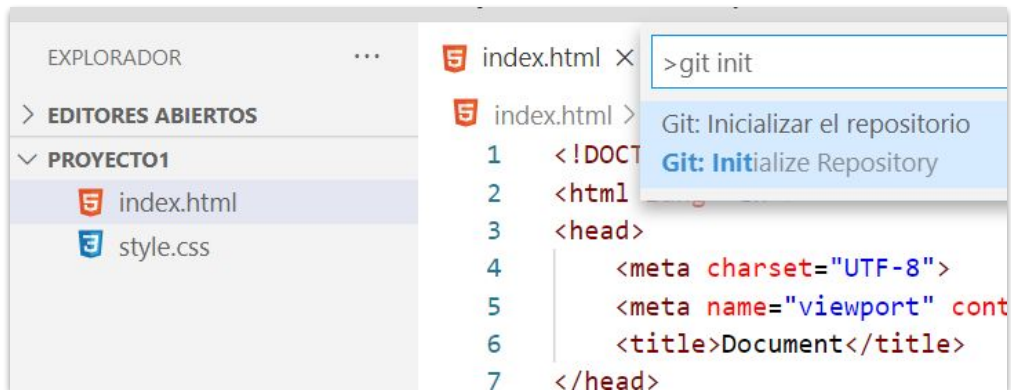 EXPLORADOR ...
EDITORES ABIERTOS
PROYECTO1
index.html
style.css
index.html ×
index.html >
>git init
Git: Inicializar el repositorio
Git: Initialize Repository
1 <!DOCT
2 <html
3 <head>
4 <meta charset="UTF-8">
5 <meta name="viewport" cont
6 <title>Document</title>
7 </head>